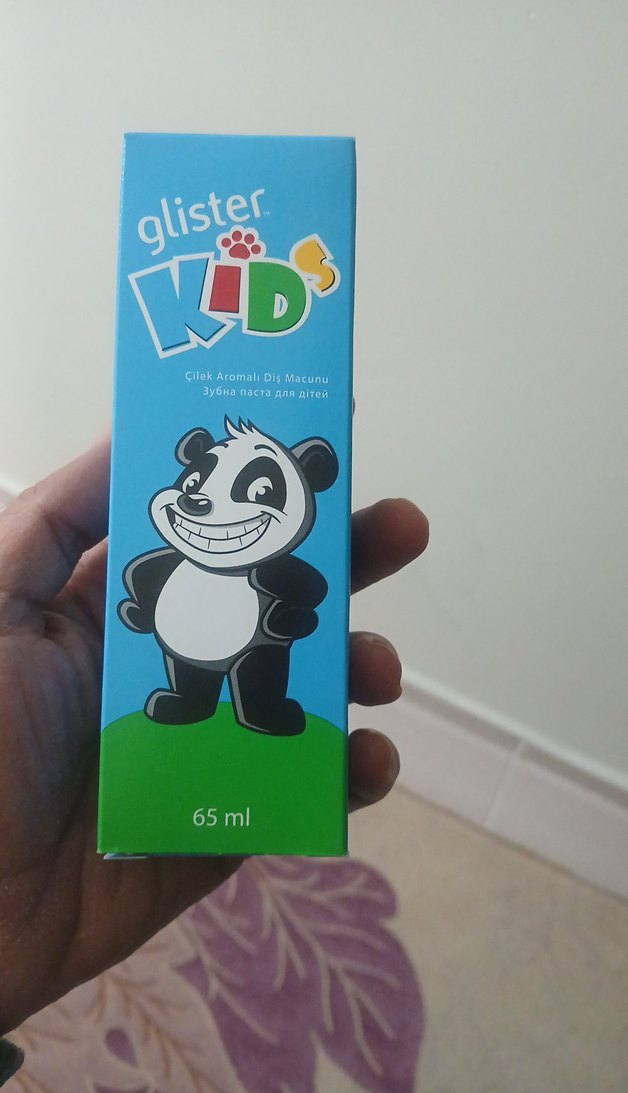 glister™
KIDS
Çilek Aromalı Diş Macunu
Зубна паста для дітей
65 ml